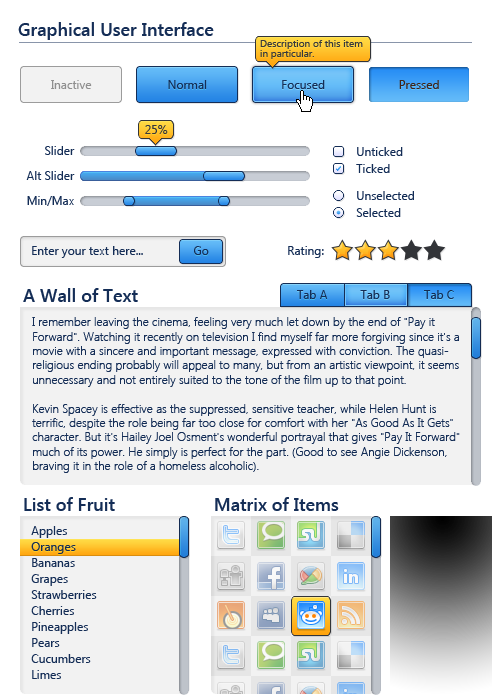 Graphical User Interface
Description of this item
in particular.
Inactive
Normal
Focused
Pressed
25%
Slider
Alt Slider
Min/Max
Unticked
Ticked
Unselected
Selected
Enter your text here...
Go
Rating:
A Wall of Text
Tab A
Tab B
Tab C
I remember leaving the cinema, feeling very much let down by the end of "Pay it
Forward". Watching it recently on television I find myself far more forgiving since it's a
movie with a sincere and important message, expressed with conviction. The quasi-
religious ending probably will appeal to many, but from an artistic viewpoint, it seems
unnecessary and not entirely suited to the tone of the film up to that point.
Kevin Spacey is effective as the suppressed, sensitive teacher, while Helen Hunt is
terrific, despite the role being far too close for comfort with her "As Good As It Gets"
character. But it's Hailey Joel Osment's wonderful portrayal that gives "Pay It Forward"
much of its power. He simply is perfect for the part. (Good to see Angie Dickenson,
braving it in the role of a homeless alcoholic).
List of Fruit
Apples
Oranges
Bananas
Grapes
Strawberries
Cherries
Pineapples
Pears
Cucumbers
Limes
Matrix of Items